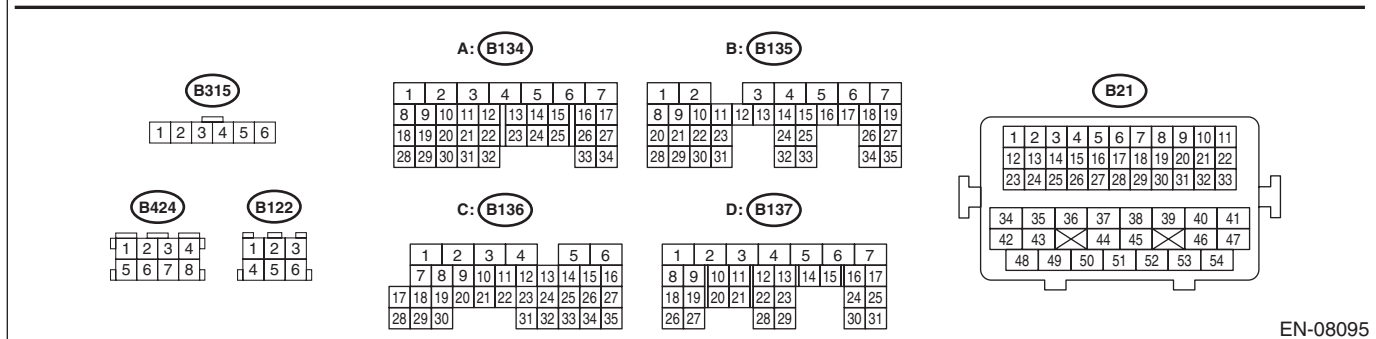 A: B134
B: B135
B315
B21
1 2 3 4 5 6 7
8 9 10 11 12 13 14 15 16 17
18 19 20 21 22 23 24 25 26 27
28 29 30 31 32 33 34
1 2 3 4 5 6 7
8 9 10 11 12 13 14 15 16 17 18 19
20 21 22 23 24 25 26 27
28 29 30 31 32 33 34 35
1 2 3 4 5 6
1 2 3 4 5 6 7 8 9 10 11
12 13 14 15 16 17 18 19 20 21 22
23 24 25 26 27 28 29 30 31 32 33
34 35 36 37 38 39 40 41
42 43 44 45 46 47
48 49 50 51 52 53 54
B424
B122
C: B136
D: B137
1 2 3 4
5 6 7 8
1 2 3
4 5 6
1 2 3 4 5 6
7 8 9 10 11 12 13 14 15 16
17 18 19 20 21 22 23 24 25 26 27
28 29 30 31 32 33 34 35
1 2 3 4 5 6 7
8 9 10 11 12 13 14 15 16 17
18 19 20 21 22 23 24 25
26 27 28 29 30 31
EN-08095